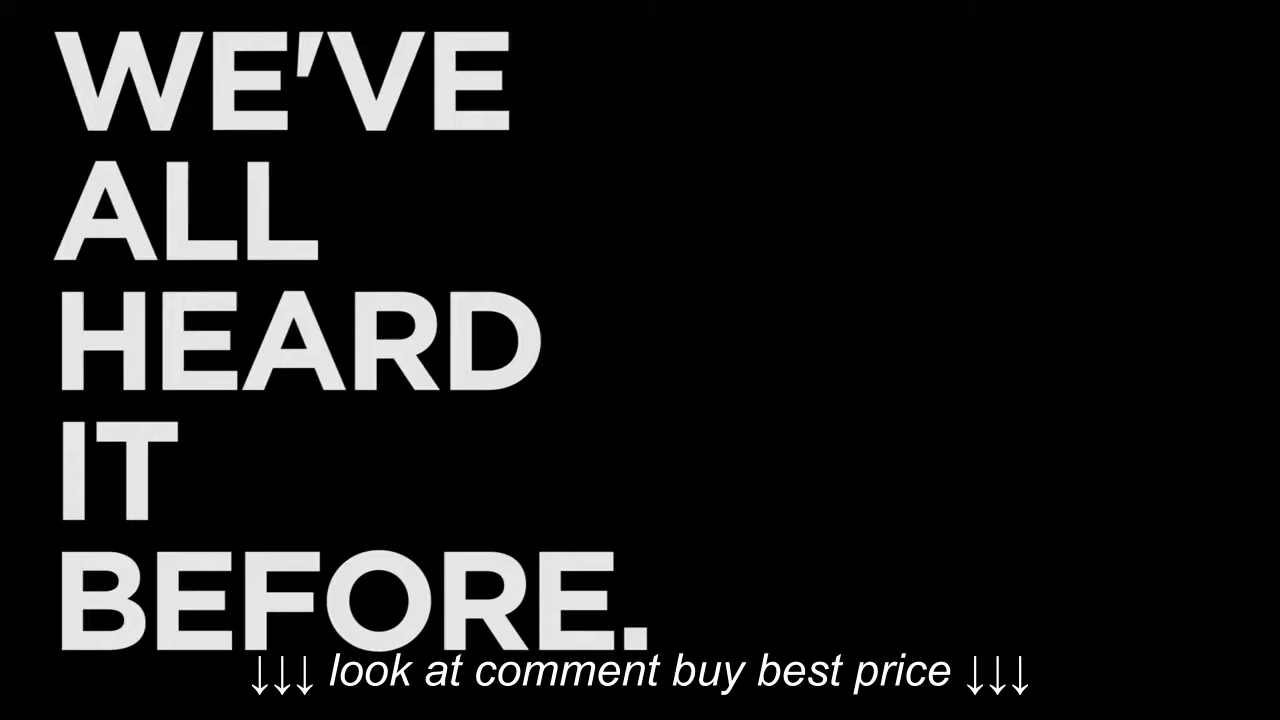 WE'VE
ALL
HEARD
IT
BEFORE.
↓↓↓ look at comment buy best price ↓↓↓